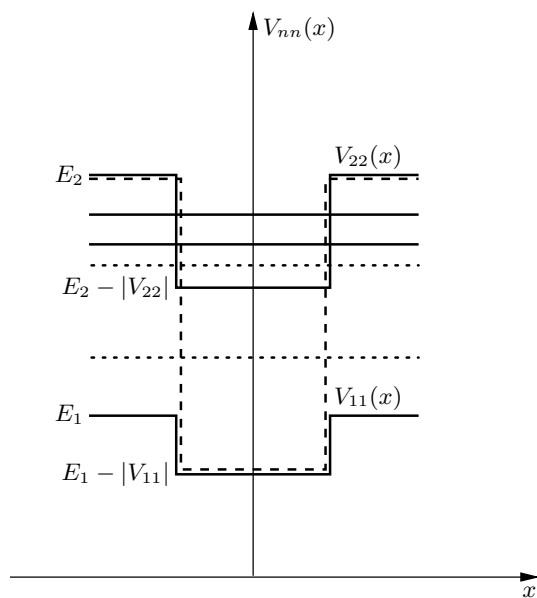 V_{nn}(x)
V_{22}(x)
E_2
E_2 − |V_{22}|
V_{11}(x)
E_1
E_1 − |V_{11}|
x